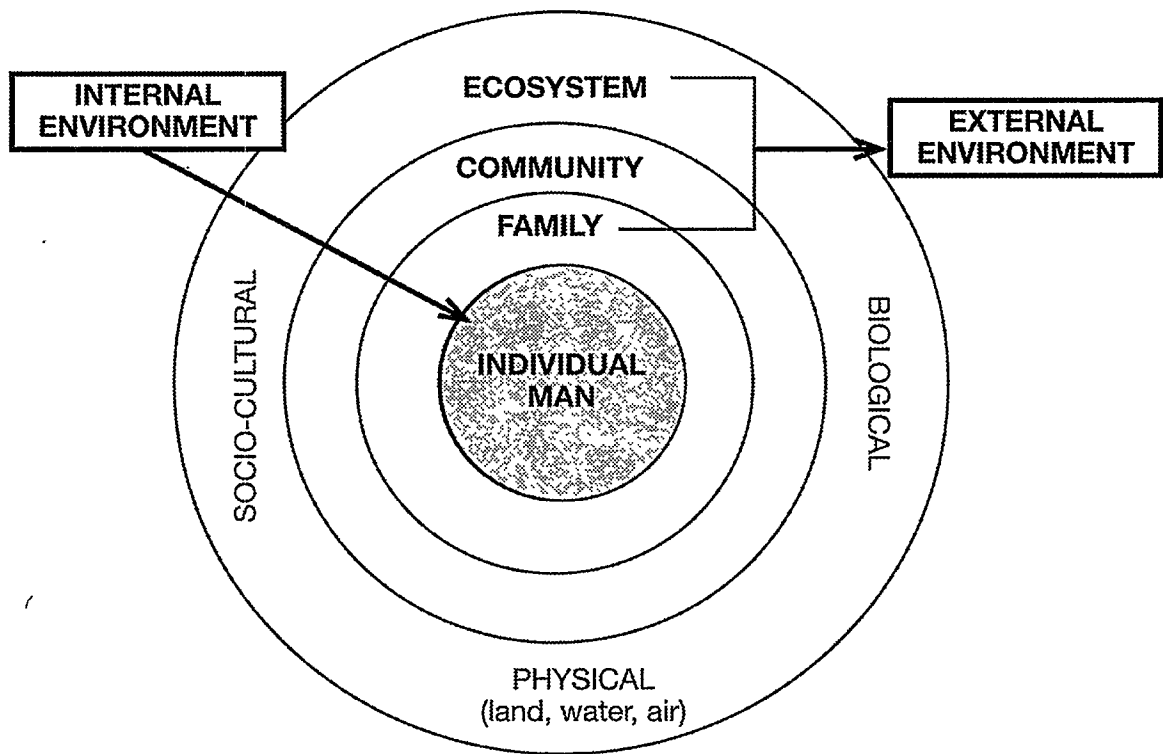 INTERNAL
ENVIRONMENT
ECOSYSTEM
EXTERNAL
ENVIRONMENT
COMMUNITY
FAMILY
SOCIO-CULTURAL
INDIVIDUAL
MAN
BIOLOGICAL
PHYSICAL
(land, water, air)